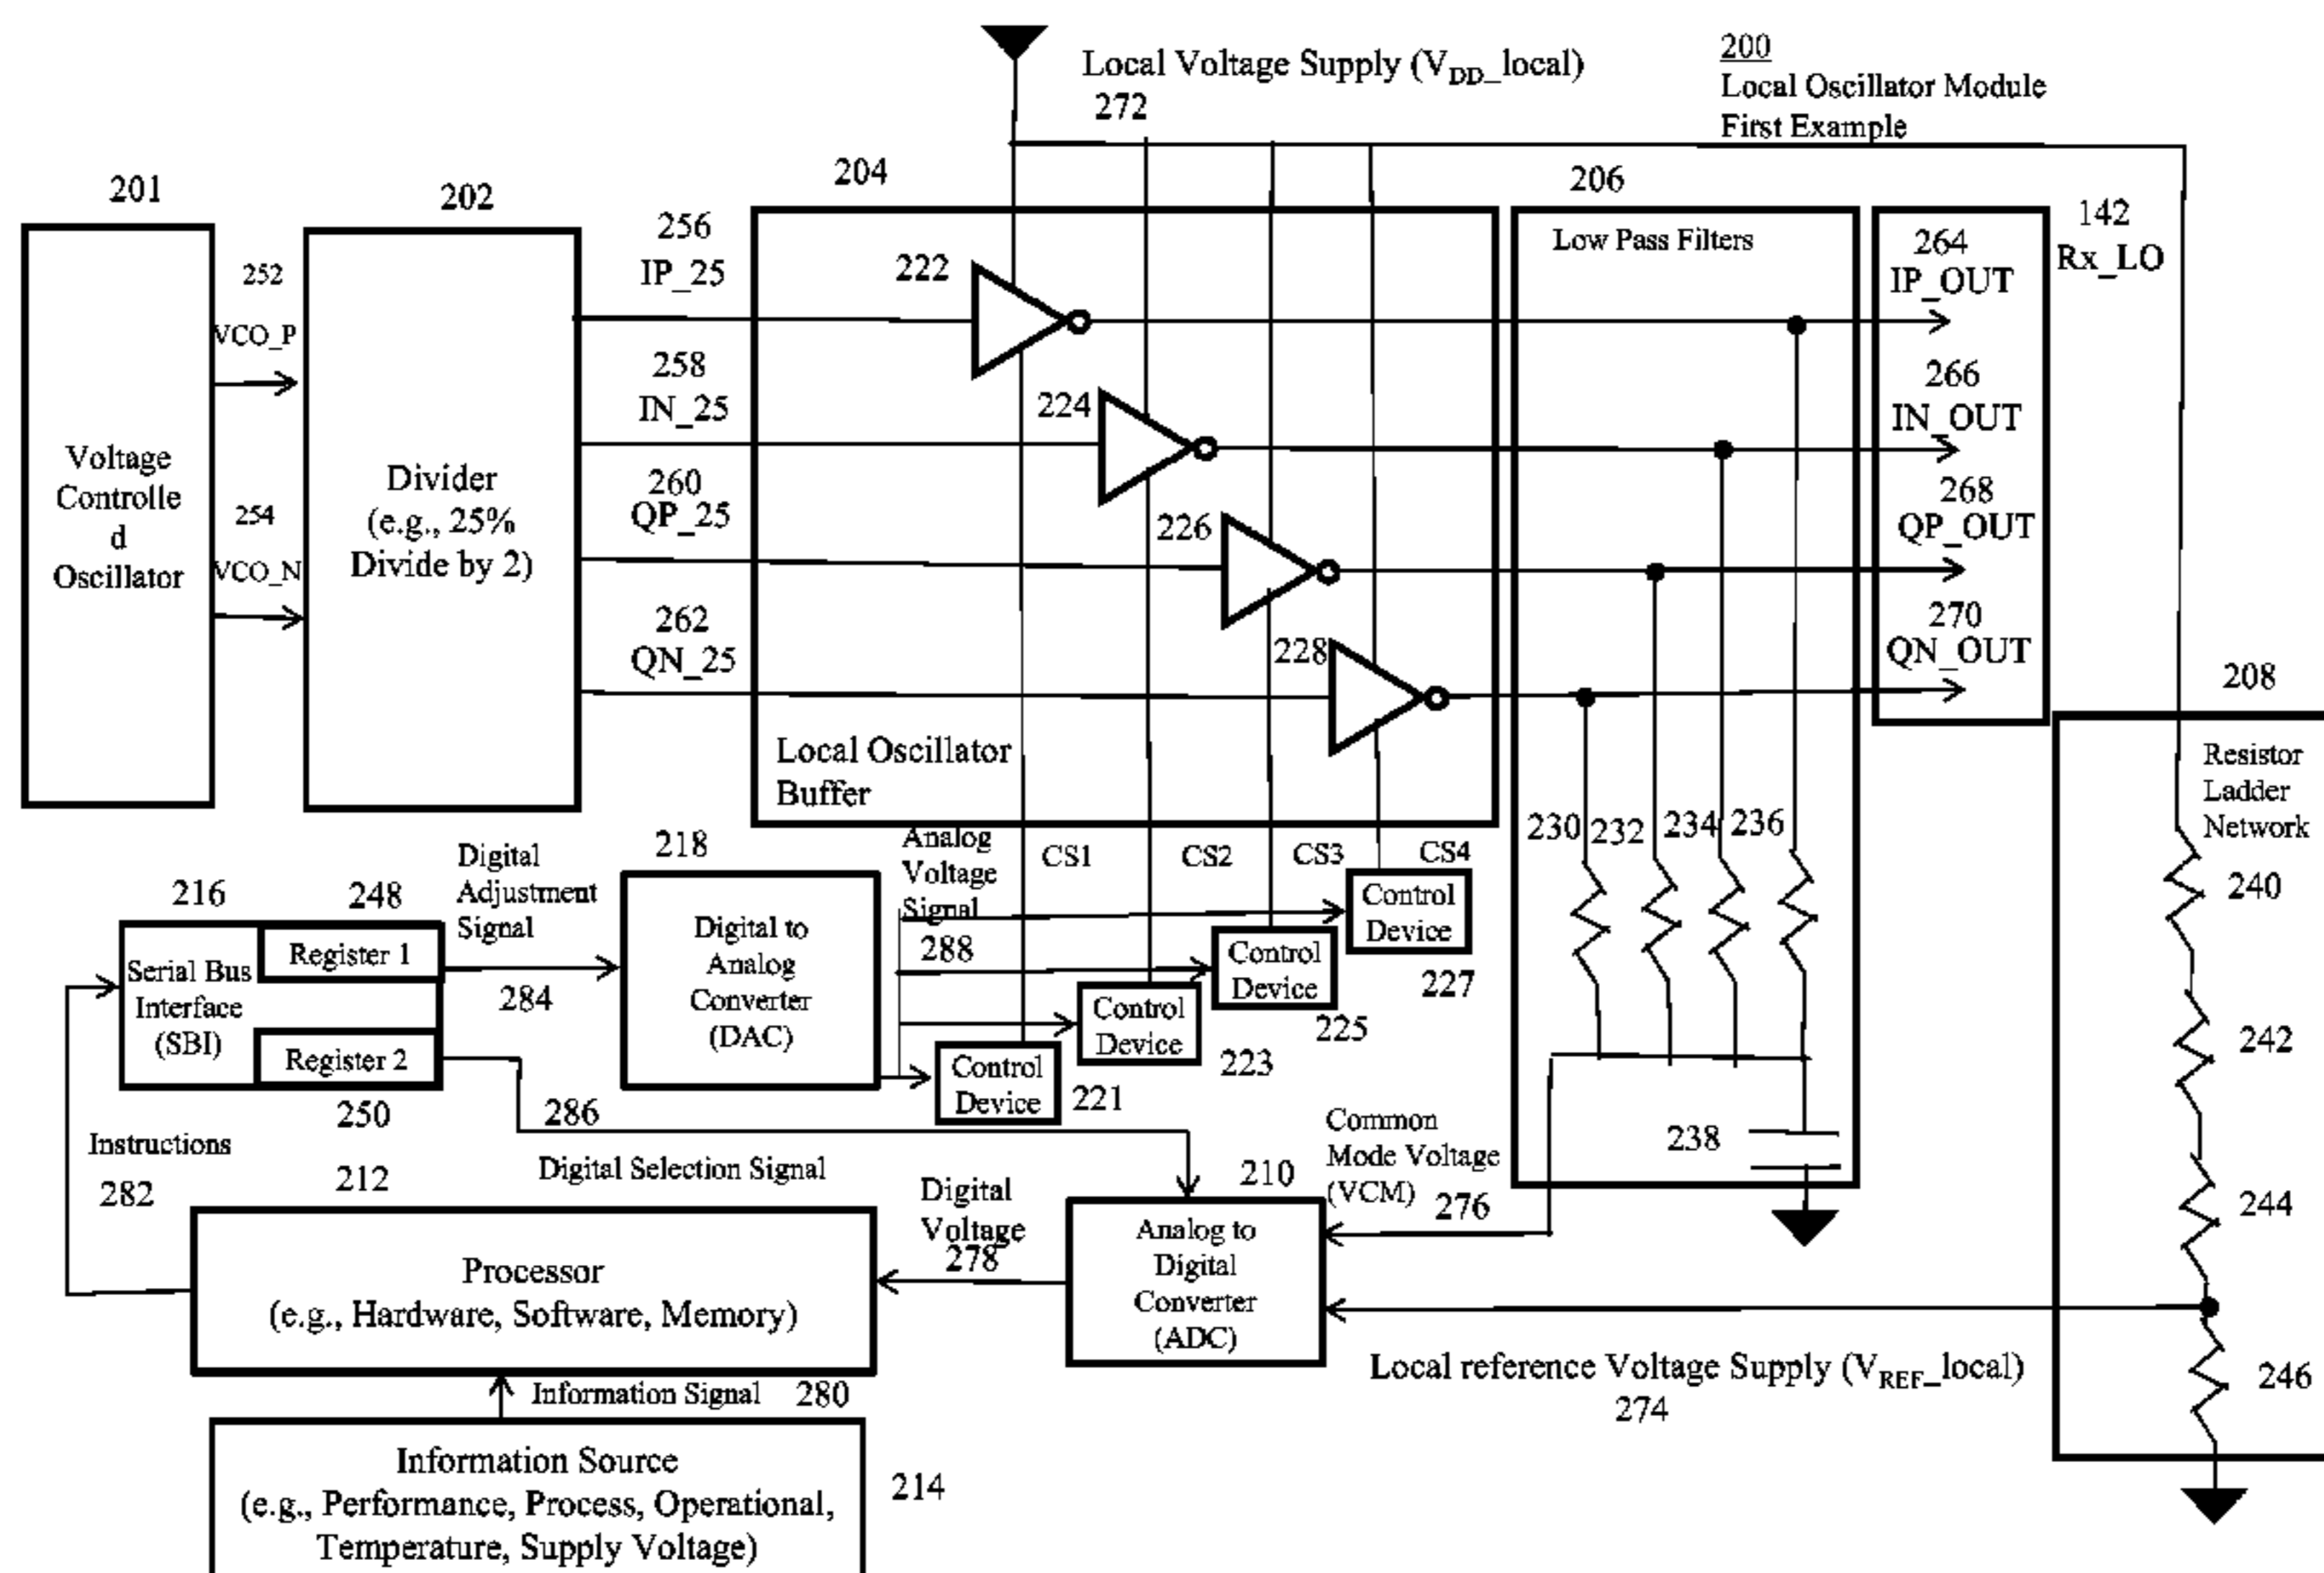 Local Voltage Supply (VDD_local)
272
200
Local Oscillator Module
First Example
201
202
204
206
142
Rx_LO
Voltage
Controlle
d
Oscillator
252
VCO_P
254
VCO_N
Divider
(e.g., 25%
Divide by 2)
256
IP_25
258
IN_25
260
QP_25
262
QN_25
222
224
226
228
Local Oscillator
Buffer
Low Pass Filters
264
IP_OUT
266
IN_OUT
268
QP_OUT
270
QN_OUT
230
232
234
236
238
208
Resistor
Ladder
Network
240
242
244
246
216
248
Serial Bus
Interface
(SBI)
Register 1
Register 2
250
Digital
Adjustment
Signal
284
218
Digital to
Analog
Converter
(DAC)
Analog
Voltage
Signal
288
CS1
CS2
CS3
CS4
Control
Device
227
Control
Device
225
Control
Device
223
Control
Device
221
286
Digital Selection Signal
Instructions
282
212
Processor
(e.g., Hardware, Software, Memory)
Digital
Voltage
278
210
Analog to
Digital
Converter
(ADC)
Common
Mode Voltage
(VCM)
276
Local reference Voltage Supply (VREF_local)
274
Information Signal
280
Information Source
(e.g., Performance, Process, Operational,
Temperature, Supply Voltage)
214